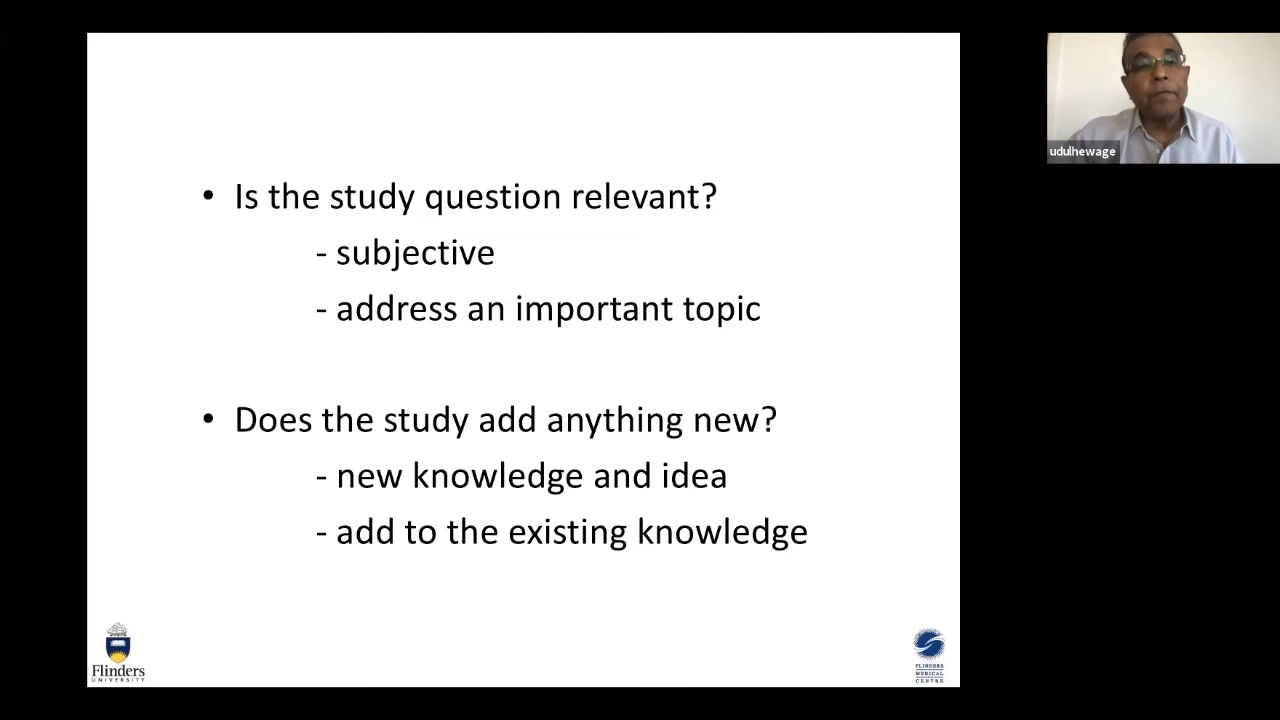 • Is the study question relevant?
- subjective
- address an important topic
• Does the study add anything new?
- new knowledge and idea
- add to the existing knowledge
Flinders
UNIVERSITY
FLINDERS
MEDICAL
CENTRE
udulhewage